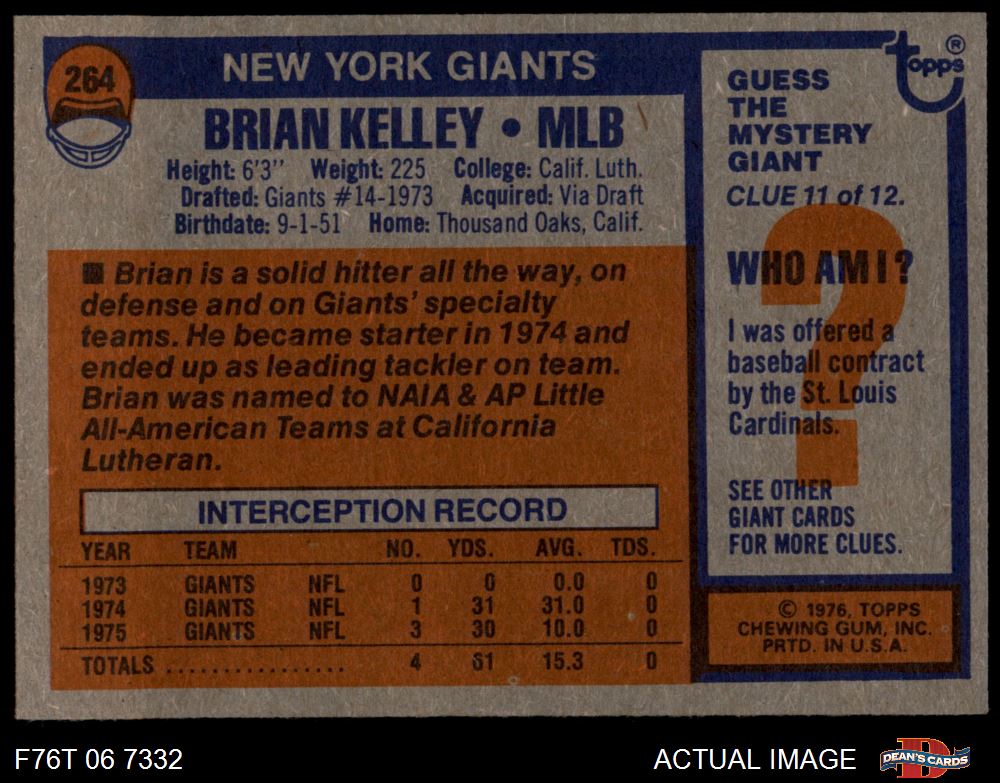 264
NEW YORK GIANTS
BRIAN KELLEY • MLB
Height: 6'3" Weight: 225 College: Calif. Luth.
Drafted: Giants #14-1973 Acquired: Via Draft
Birthdate: 9-1-51 Home: Thousand Oaks, Calif.
■ Brian is a solid hitter all the way, on
defense and on Giants' specialty
teams. He became starter in 1974 and
ended up as leading tackler on team.
Brian was named to NAIA & AP Little
All-American Teams at California
Lutheran.
INTERCEPTION RECORD
YEAR TEAM NO. YDS. AVG. TDS.
1973 GIANTS NFL 0 0 0.0 0
1974 GIANTS NFL 1 31 31.0 0
1975 GIANTS NFL 3 30 10.0 0
TOTALS ................ 4 61 15.3 0
topps ®
GUESS
THE
MYSTERY
GIANT
CLUE 11 of 12.
?
WHO AM I?
I was offered a
baseball contract
by the St. Louis
Cardinals.
SEE OTHER
GIANT CARDS
FOR MORE CLUES.
© 1976, TOPPS
CHEWING GUM, INC.
PRTD. IN U.S.A.
F76T 06 7332
ACTUAL IMAGE
D
DEAN'S CARDS